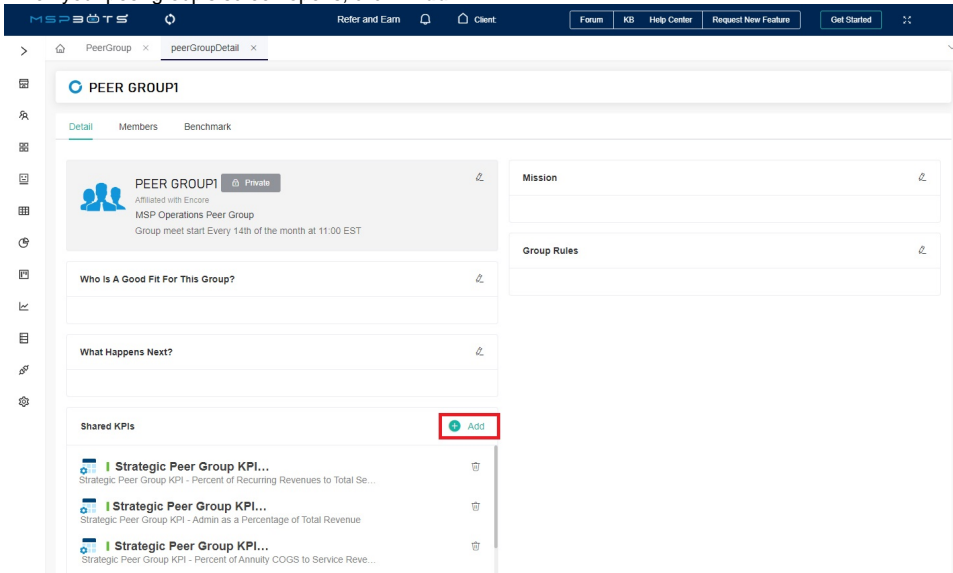 MSPBOTS Refer and Earn Client: Forum KB Help Center Request New Feature Get Started
PeerGroup × peerGroupDetail ×
PEER GROUP1
Detail Members Benchmark
PEER GROUP1 Private
Affiliated with Encore
MSP Operations Peer Group
Group meet start Every 14th of the month at 11:00 EST
Mission
Group Rules
Who Is A Good Fit For This Group?
What Happens Next?
Shared KPIs Add
Strategic Peer Group KPI...
Strategic Peer Group KPI - Percent of Recurring Revenues to Total Se...
Strategic Peer Group KPI...
Strategic Peer Group KPI - Admin as a Percentage of Total Revenue
Strategic Peer Group KPI...
Strategic Peer Group KPI - Percent of Annuity COGS to Service Reve...